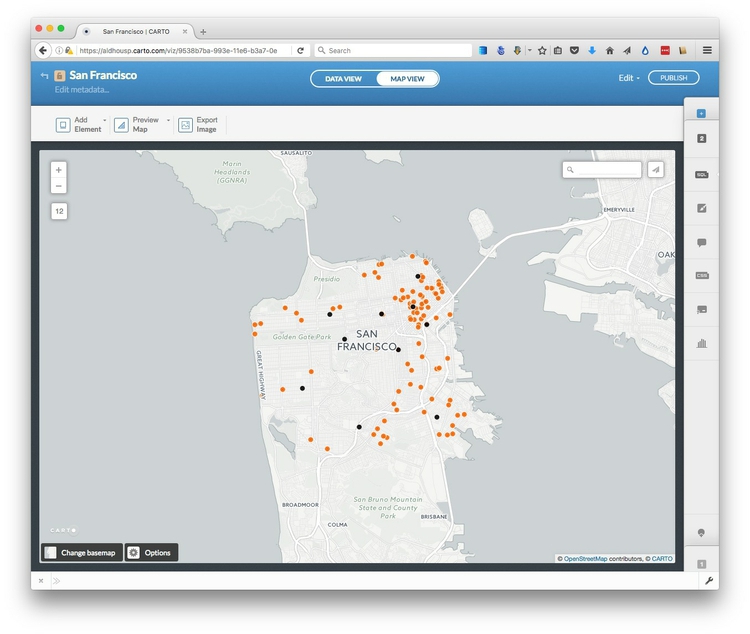 San Francisco | CARTO
https://aldhousp.carto.com/viz/9538b7ba-993e-11e6-b3a7-0e
Search
San Francisco
Edit metadata...
DATA VIEW
MAP VIEW
Edit
PUBLISH
Add
Element
Preview
Map
Export
Image
2
SQL
CSS
1
+
−
12
SAUSALITO
Marin
Headlands
(GGNRA)
EMERYVILLE
OAK
Presidio
Golden Gate Park
SAN
FRANCISCO
GREAT HIGHWAY
San Bruno Mountain
State and County
Park
BROADMOOR
BRISBANE
COLMA
CARTO
Change basemap
Options
© OpenStreetMap contributors, © CARTO